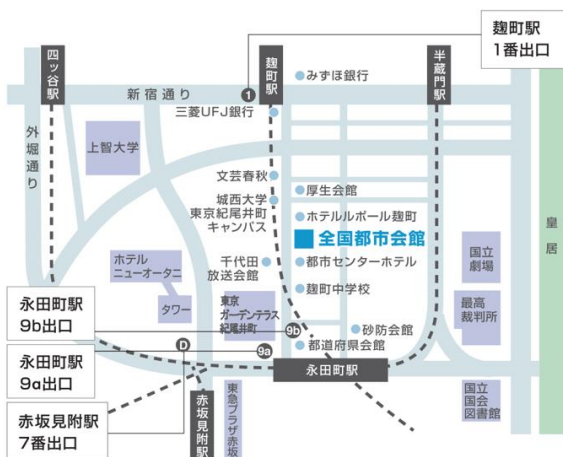 麹町駅
1番出口
四ッ谷駅
麹町駅
半蔵門駅
みずほ銀行
新宿通り
1
三菱UFJ銀行
外堀通り
上智大学
文芸春秋
厚生会館
城西大学
東京紀尾井町
キャンパス
ホテルルポール麹町
全国都市会館
皇居
国立
劇場
ホテル
ニューオータニ
千代田
放送会館
都市センターホテル
麹町中学校
タワー
東京
ガーデンテラス
紀尾井町
最高
裁判所
永田町駅
9b出口
9b
砂防会館
都道府県会館
永田町駅
9a出口
D
9a
永田町駅
赤坂見附駅
7番出口
赤坂見附駅
東急プラザ赤坂
国立
国会
図書館